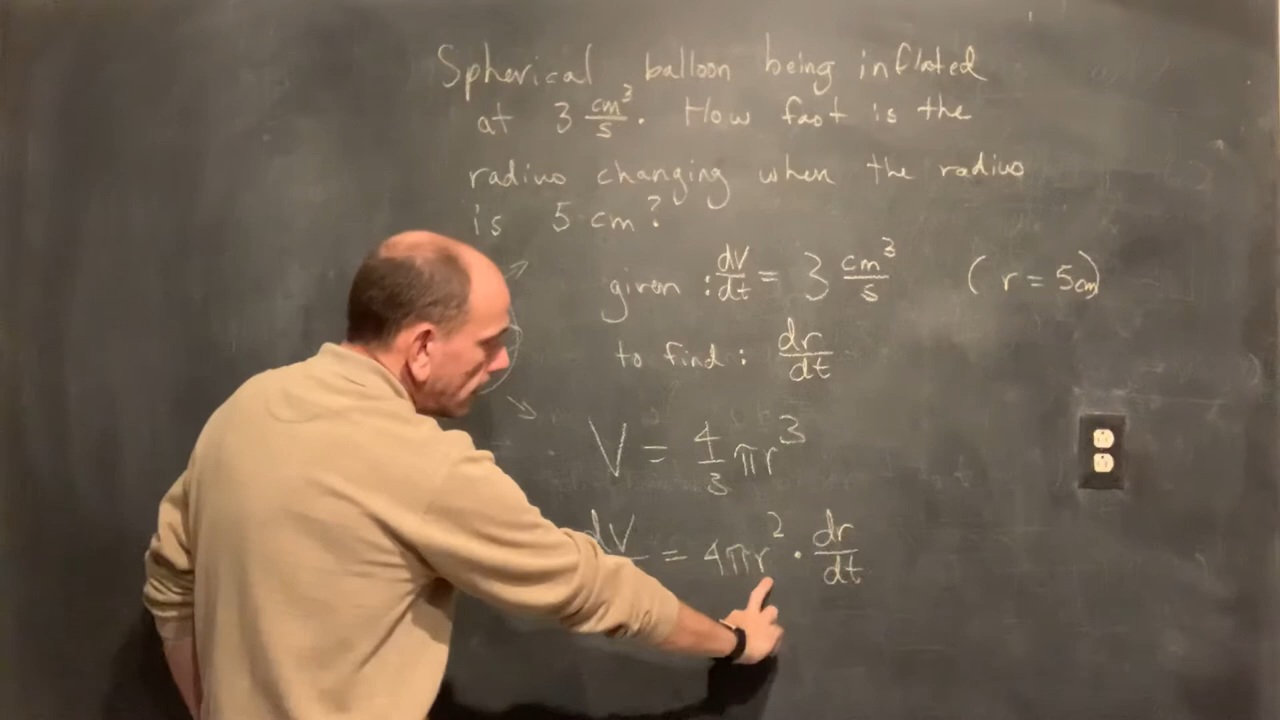 Spherical balloon being inflated
at 3 cm³/s. How fast is the
radius changing when the radius
is 5 cm?
given : dV/dt = 3 cm³/s (r = 5cm)
to find : dr/dt
V = 4/3 πr³
dV = 4πr² · dr/dt